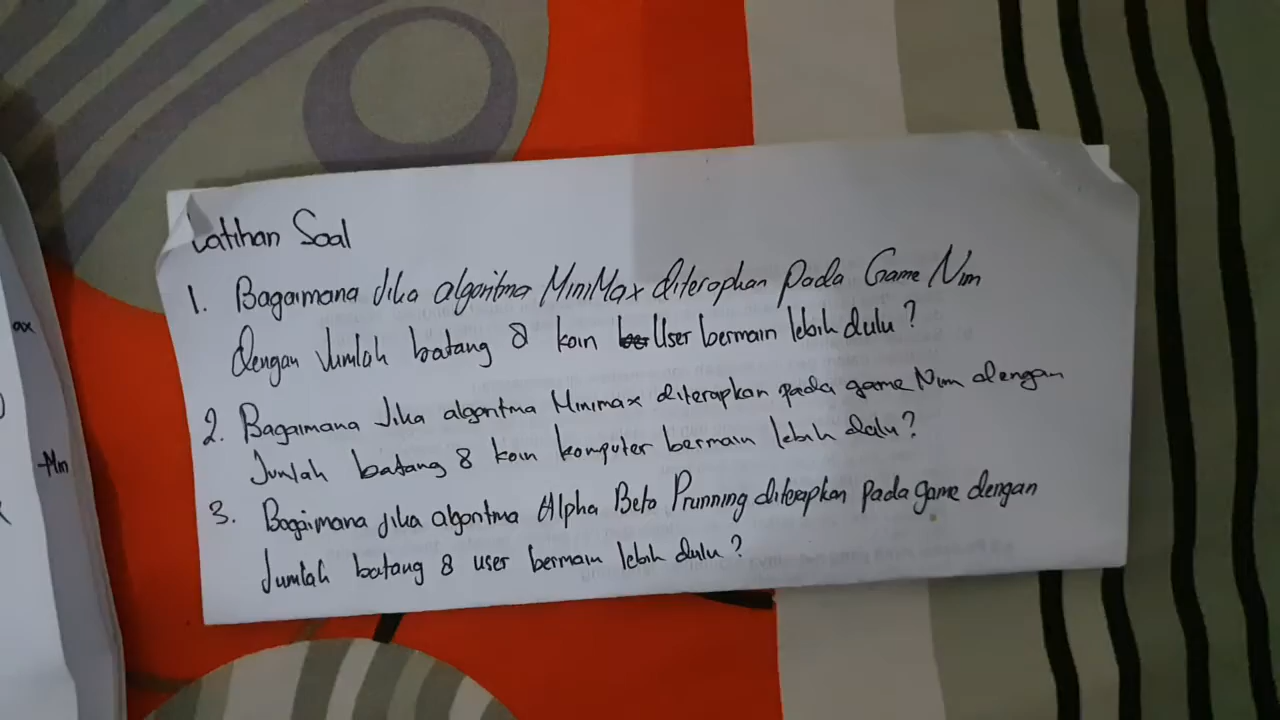 Latihan Soal
1. Bagaimana Jika algoritma MiniMax diterapkan Pada Game Nim
dengan Jumlah batang 8 koin User bermain lebih dulu?
2. Bagaimana Jika algoritma Minimax diterapkan pada game Nim dengan
Jumlah batang 8 koin komputer bermain lebih dulu?
3. Bagaimana jika algoritma Alpha Beta Prunning diterapkan pada game dengan
Jumlah batang 8 user bermain lebih dulu?
ax
Min